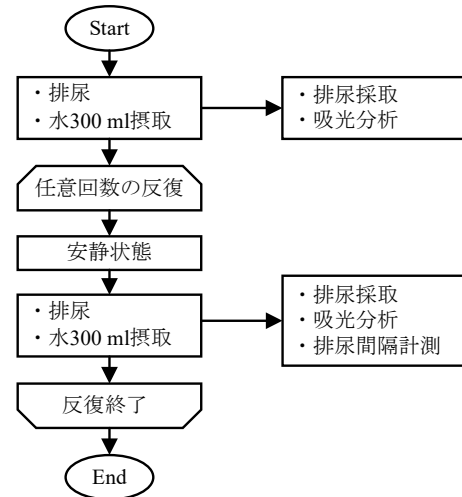 Start
・排尿
・水300 ml摂取
・排尿採取
・吸光分析
任意回数の反復
安静状態
・排尿
・水300 ml摂取
・排尿採取
・吸光分析
・排尿間隔計測
反復終了
End